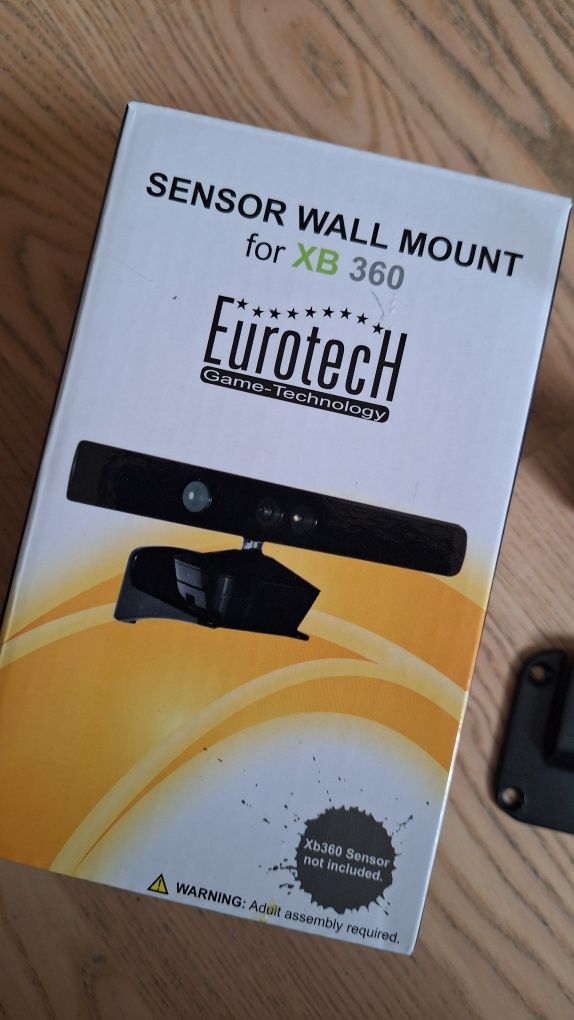 SENSOR WALL MOUNT
for XB 360
EurotecH
Game-Technology
Xb360 Sensor
not included.
WARNING: Adult assembly required.